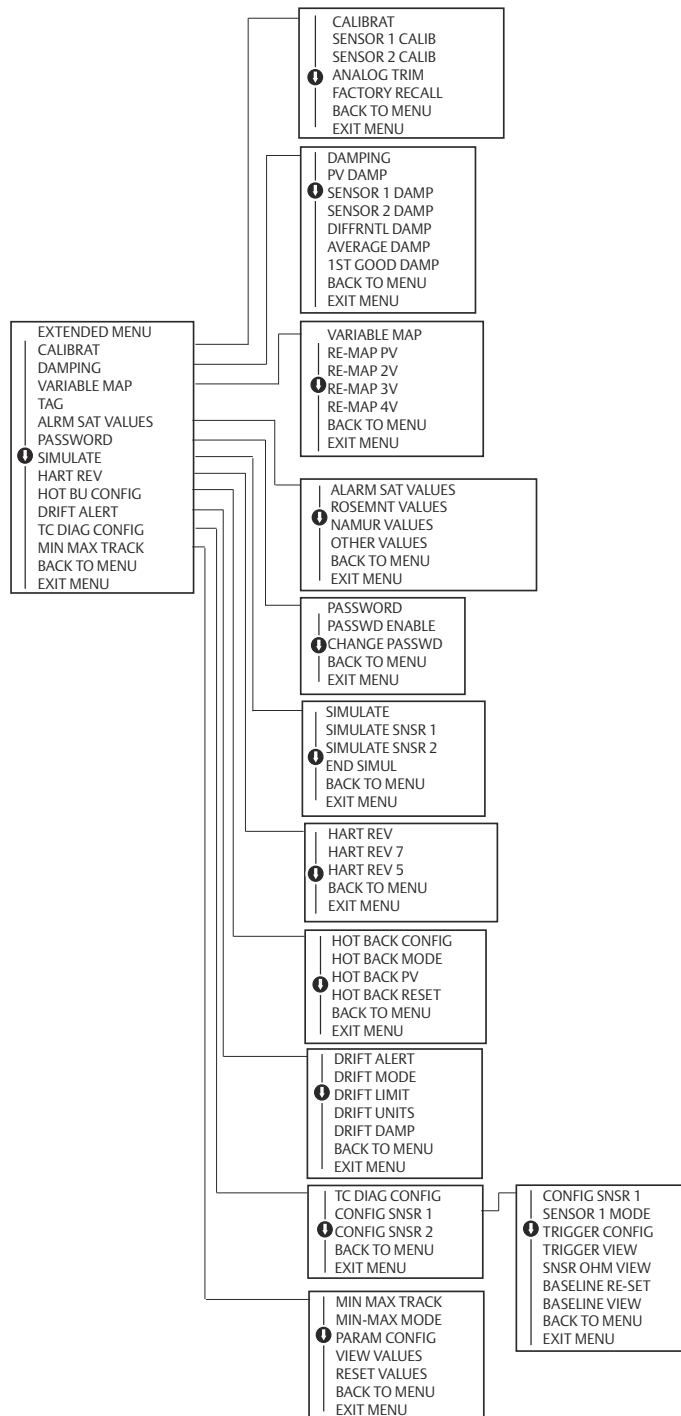 CALIBRAT
SENSOR 1 CALIB
SENSOR 2 CALIB
ANALOG TRIM
FACTORY RECALL
BACK TO MENU
EXIT MENU
DAMPING
PV DAMP
SENSOR 1 DAMP
SENSOR 2 DAMP
DIFFRNTL DAMP
AVERAGE DAMP
1ST GOOD DAMP
BACK TO MENU
EXIT MENU
EXTENDED MENU
CALIBRAT
DAMPING
VARIABLE MAP
TAG
ALRM SAT VALUES
PASSWORD
SIMULATE
HART REV
HOT BU CONFIG
DRIFT ALERT
TC DIAG CONFIG
MIN MAX TRACK
BACK TO MENU
EXIT MENU
VARIABLE MAP
RE-MAP PV
RE-MAP 2V
RE-MAP 3V
RE-MAP 4V
BACK TO MENU
EXIT MENU
ALARM SAT VALUES
ROSEMNT VALUES
NAMUR VALUES
OTHER VALUES
BACK TO MENU
EXIT MENU
PASSWORD
PASSWD ENABLE
CHANGE PASSWD
BACK TO MENU
EXIT MENU
SIMULATE
SIMULATE SNSR 1
SIMULATE SNSR 2
END SIMUL
BACK TO MENU
EXIT MENU
HART REV
HART REV 7
HART REV 5
BACK TO MENU
EXIT MENU
HOT BACK CONFIG
HOT BACK MODE
HOT BACK PV
HOT BACK RESET
BACK TO MENU
EXIT MENU
DRIFT ALERT
DRIFT MODE
DRIFT LIMIT
DRIFT UNITS
DRIFT DAMP
BACK TO MENU
EXIT MENU
TC DIAG CONFIG
CONFIG SNSR 1
CONFIG SNSR 2
BACK TO MENU
EXIT MENU
CONFIG SNSR 1
SENSOR 1 MODE
TRIGGER CONFIG
TRIGGER VIEW
SNSR OHM VIEW
BASELINE RE-SET
BASELINE VIEW
BACK TO MENU
EXIT MENU
MIN MAX TRACK
MIN-MAX MODE
PARAM CONFIG
VIEW VALUES
RESET VALUES
BACK TO MENU
EXIT MENU